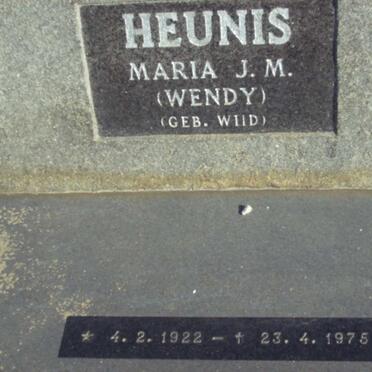 HEUNIS
MARIA J. M.
(WENDY)
(GEB. WIID)
* 4. 2. 1922 – † 23. 4. 1975